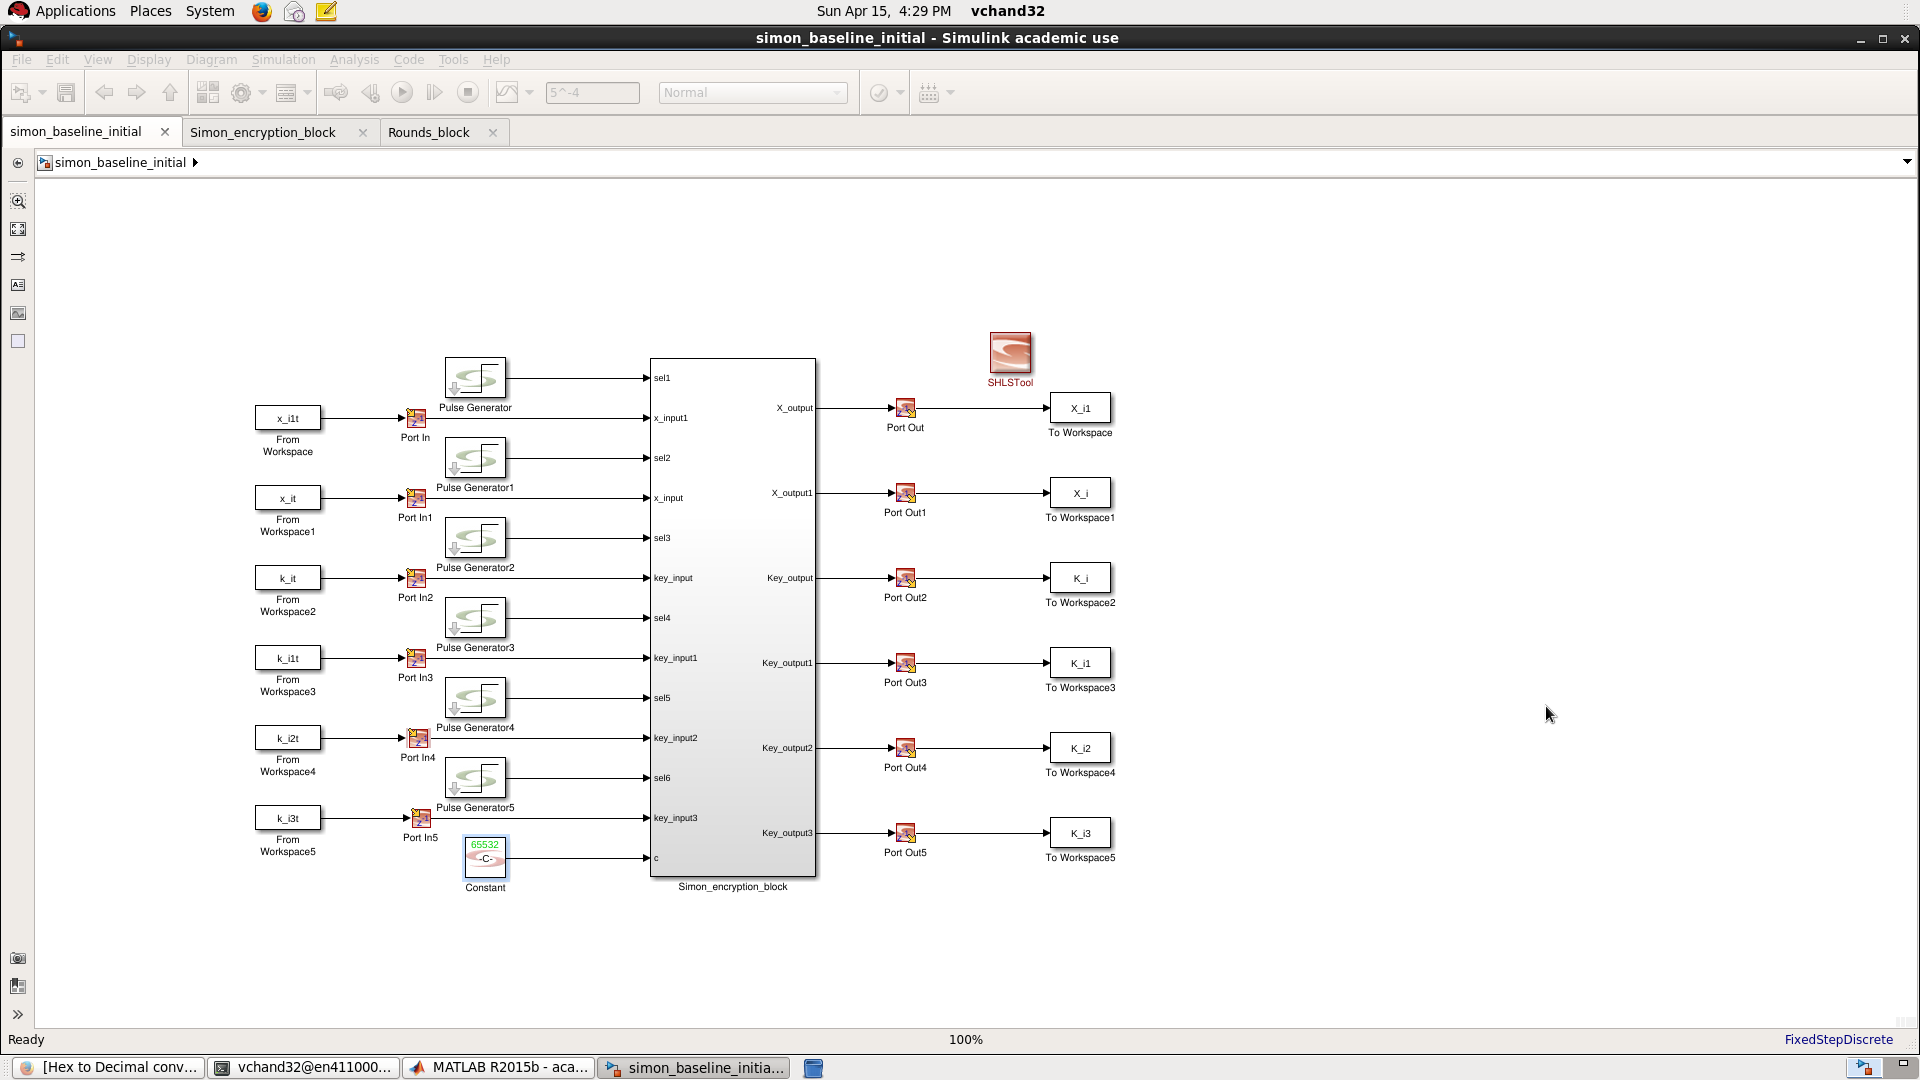 Applications Places System
Sun Apr 15, 4:29 PM vchand32
simon_baseline_initial - Simulink academic use
File Edit View Display Diagram Simulation Analysis Code Tools Help
5^-4
Normal
simon_baseline_initial
Simon_encryption_block
Rounds_block
simon_baseline_initial
SHLSTool
Pulse Generator
sel1
x_i1t
From
Workspace
Port In
x_input1
X_output
Port Out
X_i1
To Workspace
Pulse Generator1
sel2
x_it
From
Workspace1
Port In1
x_input
X_output1
Port Out1
X_i
To Workspace1
Pulse Generator2
sel3
k_it
From
Workspace2
Port In2
key_input
Key_output
Port Out2
K_i
To Workspace2
Pulse Generator3
sel4
k_i1t
From
Workspace3
Port In3
key_input1
Key_output1
Port Out3
K_i1
To Workspace3
Pulse Generator4
sel5
k_i2t
From
Workspace4
Port In4
key_input2
Key_output2
Port Out4
K_i2
To Workspace4
Pulse Generator5
sel6
k_i3t
From
Workspace5
Port In5
key_input3
Key_output3
Port Out5
K_i3
To Workspace5
65532
-C-
Constant
c
Simon_encryption_block
Ready
100%
FixedStepDiscrete
[Hex to Decimal conv...
vchand32@en411000...
MATLAB R2015b - aca...
simon_baseline_initia...